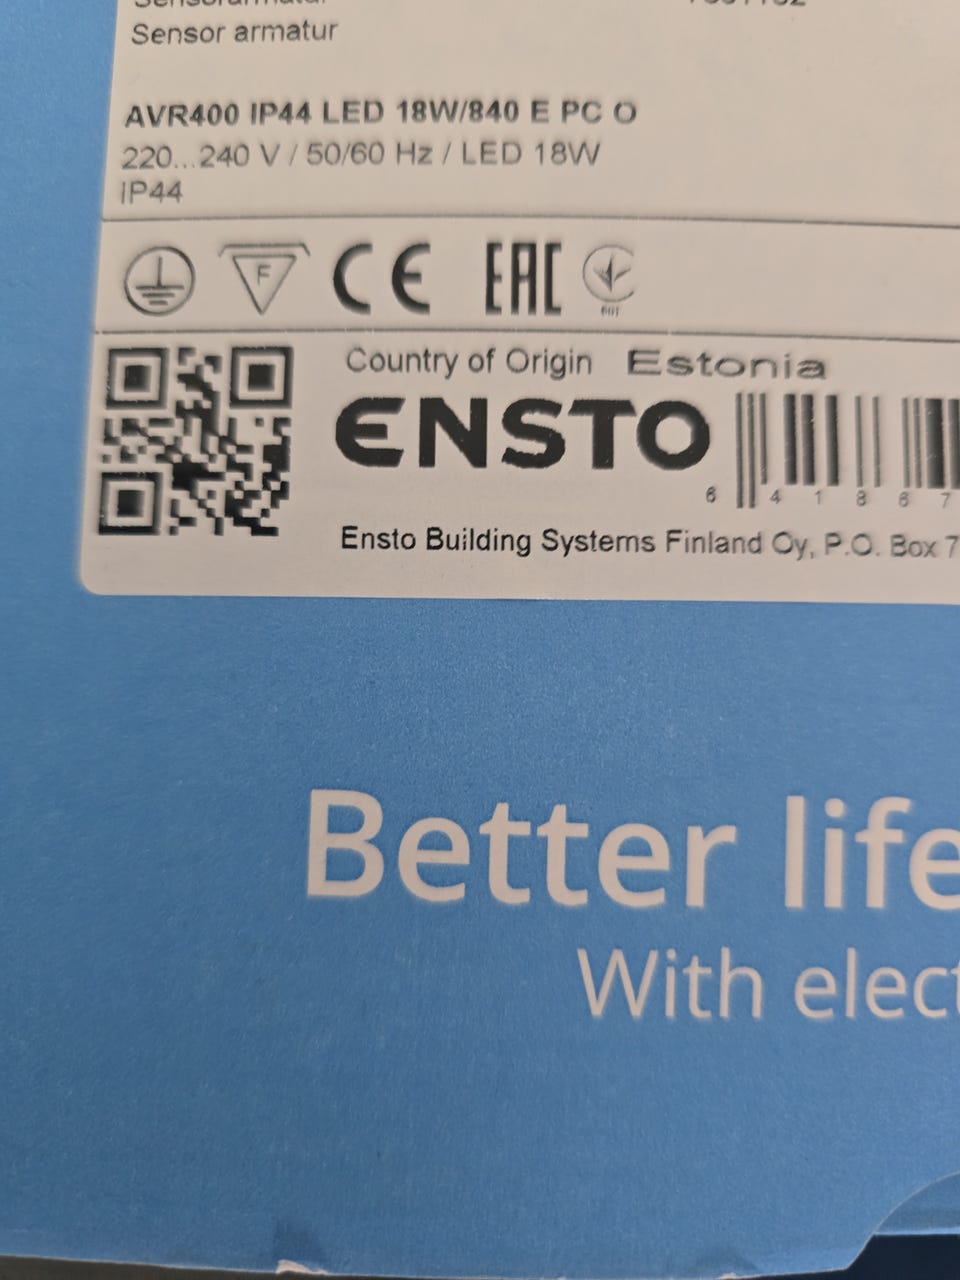 Sensor armatur
AVR400 IP44 LED 18W/840 E PC O
220...240 V / 50/60 Hz / LED 18W
IP44
F
CE EAC
Country of Origin Estonia
ENSTO
6 4 1 8 6 7
Ensto Building Systems Finland Oy, P.O. Box 7
Better life
With elect